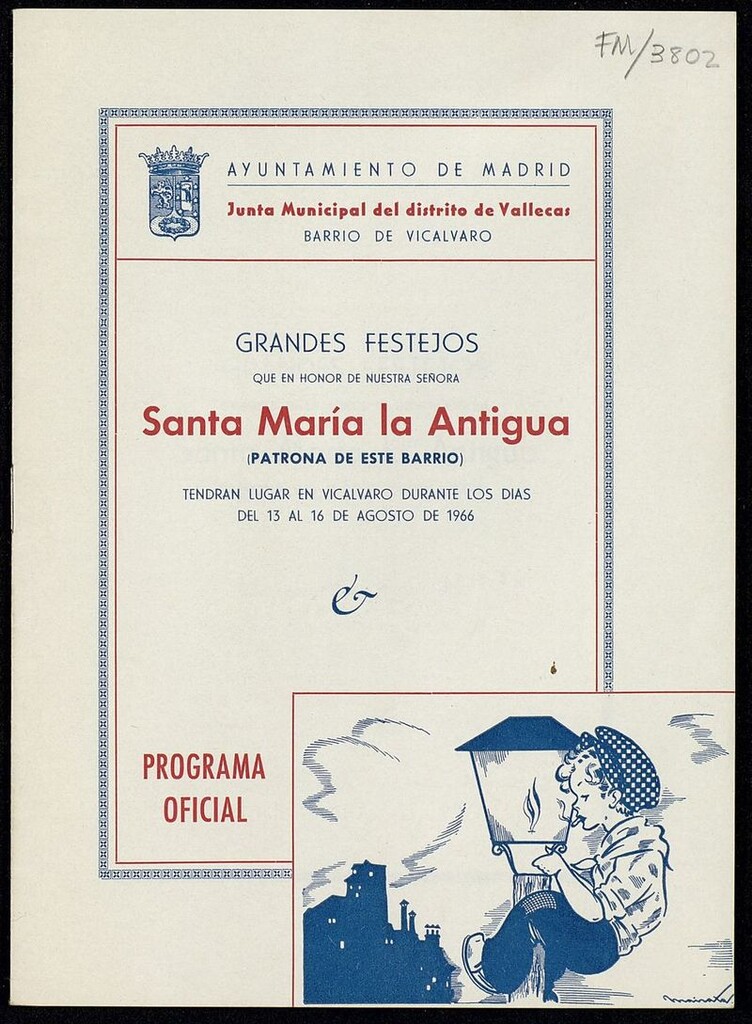 FM/3802
AYUNTAMIENTO DE MADRID
Junta Municipal del distrito de Vallecas
BARRIO DE VICALVARO
GRANDES FESTEJOS
QUE EN HONOR DE NUESTRA SEÑORA
Santa María la Antigua
(PATRONA DE ESTE BARRIO)
TENDRAN LUGAR EN VICALVARO DURANTE LOS DIAS
DEL 13 AL 16 DE AGOSTO DE 1966
&
PROGRAMA
OFICIAL